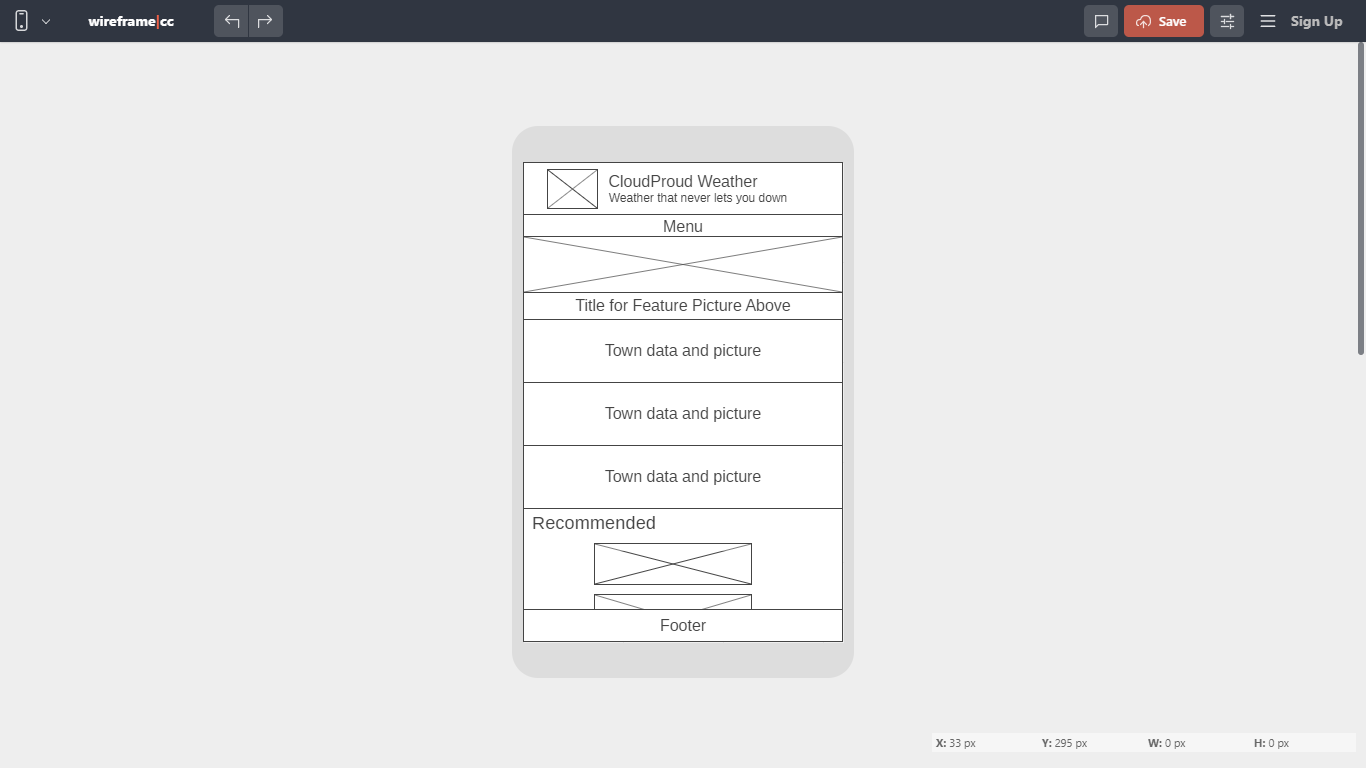 wireframe|cc
Save
Sign Up
CloudProud Weather
Weather that never lets you down
Menu
Title for Feature Picture Above
Town data and picture
Town data and picture
Town data and picture
Recommended
Footer
X: 33 px Y: 295 px W: 0 px H: 0 px